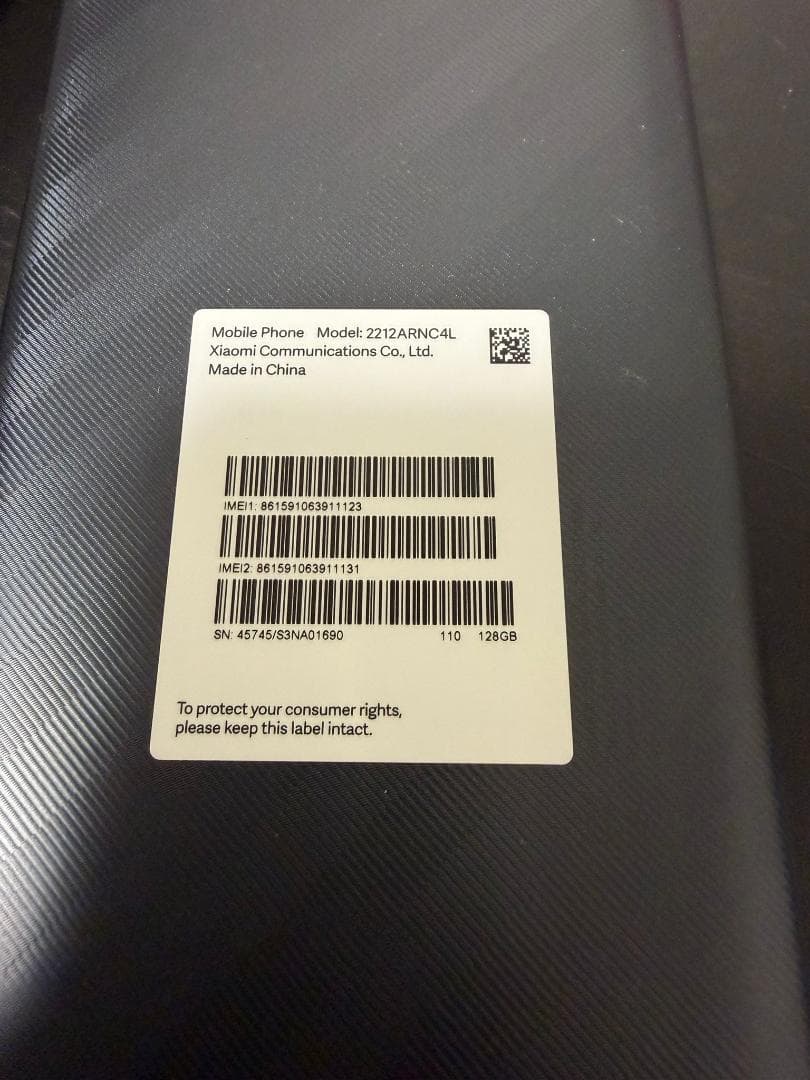 Mobile Phone Model: 2212ARNC4L
Xiaomi Communications Co., Ltd.
Made in China
IMEI1: 861591063911123
IMEI2: 861591063911131
SN: 45745/S3NA01690 110 128GB
To protect your consumer rights,
please keep this label intact.